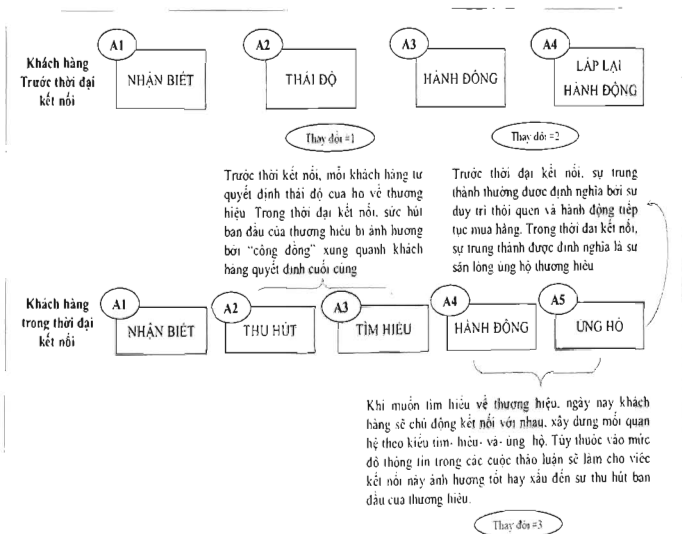 A1
A2
A3
A4
Khách hàng
Trước thời đại
kết nối
NHẬN BIẾT
THÁI ĐỘ
HÀNH ĐỘNG
LẶP LẠI
HÀNH ĐỘNG
Thay đổi =1
Thay đổi =2
Trước thời kết nối, mỗi khách hàng tự
quyết định thái độ của họ về thương
hiệu Trong thời đại kết nối, sức hút
ban đầu của thương hiệu bị ảnh hưởng
bởi “cộng đồng” xung quanh khách
hàng quyết định cuối cùng
Trước thời đại kết nối, sự trung
thành thường được định nghĩa bởi sự
duy trì thói quen và hành động tiếp
tục mua hàng. Trong thời đại kết nối,
sự trung thành được định nghĩa là sự
sẵn lòng ủng hộ thương hiệu
Khách hàng
trong thời đại
kết nối
A1
A2
A3
A4
A5
NHẬN BIẾT
THU HÚT
TÌM HIỂU
HÀNH ĐỘNG
ỦNG HỘ
Khi muốn tìm hiểu về thương hiệu, ngày nay khách
hàng sẽ chủ động kết nối với nhau, xây dựng mối quan
hệ theo kiểu tìm- hiểu- và- ủng hộ. Tùy thuộc vào mức
độ thông tin trong các cuộc thảo luận sẽ làm cho việc
kết nối này ảnh hưởng tốt hay xấu đến sự thu hút ban
đầu của thương hiệu.
Thay đổi =3